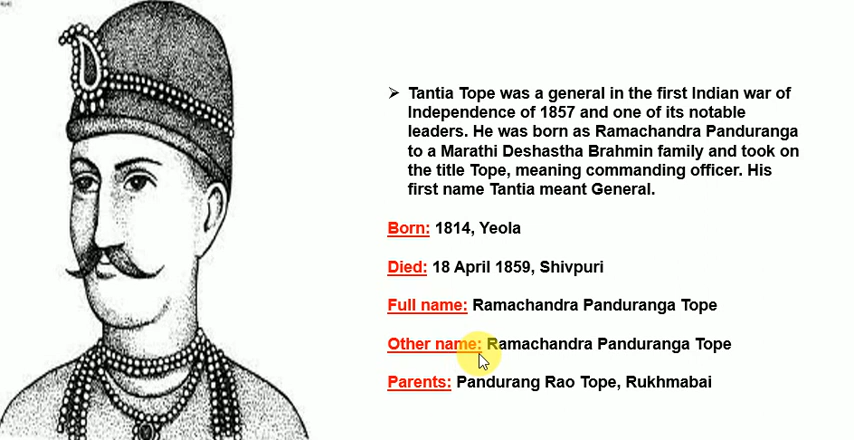 ➢ Tantia Tope was a general in the first Indian war of
Independence of 1857 and one of its notable
leaders. He was born as Ramachandra Panduranga
to a Marathi Deshastha Brahmin family and took on
the title Tope, meaning commanding officer. His
first name Tantia meant General.
Born: 1814, Yeola
Died: 18 April 1859, Shivpuri
Full name: Ramachandra Panduranga Tope
Other name: Ramachandra Panduranga Tope
Parents: Pandurang Rao Tope, Rukhmabai